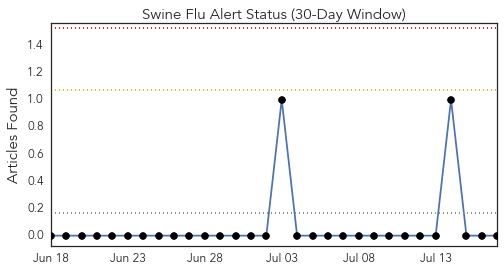 Swine Flu Alert Status (30-Day Window)
Articles Found
1.4
1.2
1.0
0.8
0.6
0.4
0.2
0.0
Jun 18 Jun 23 Jun 28 Jul 03 Jul 08 Jul 13